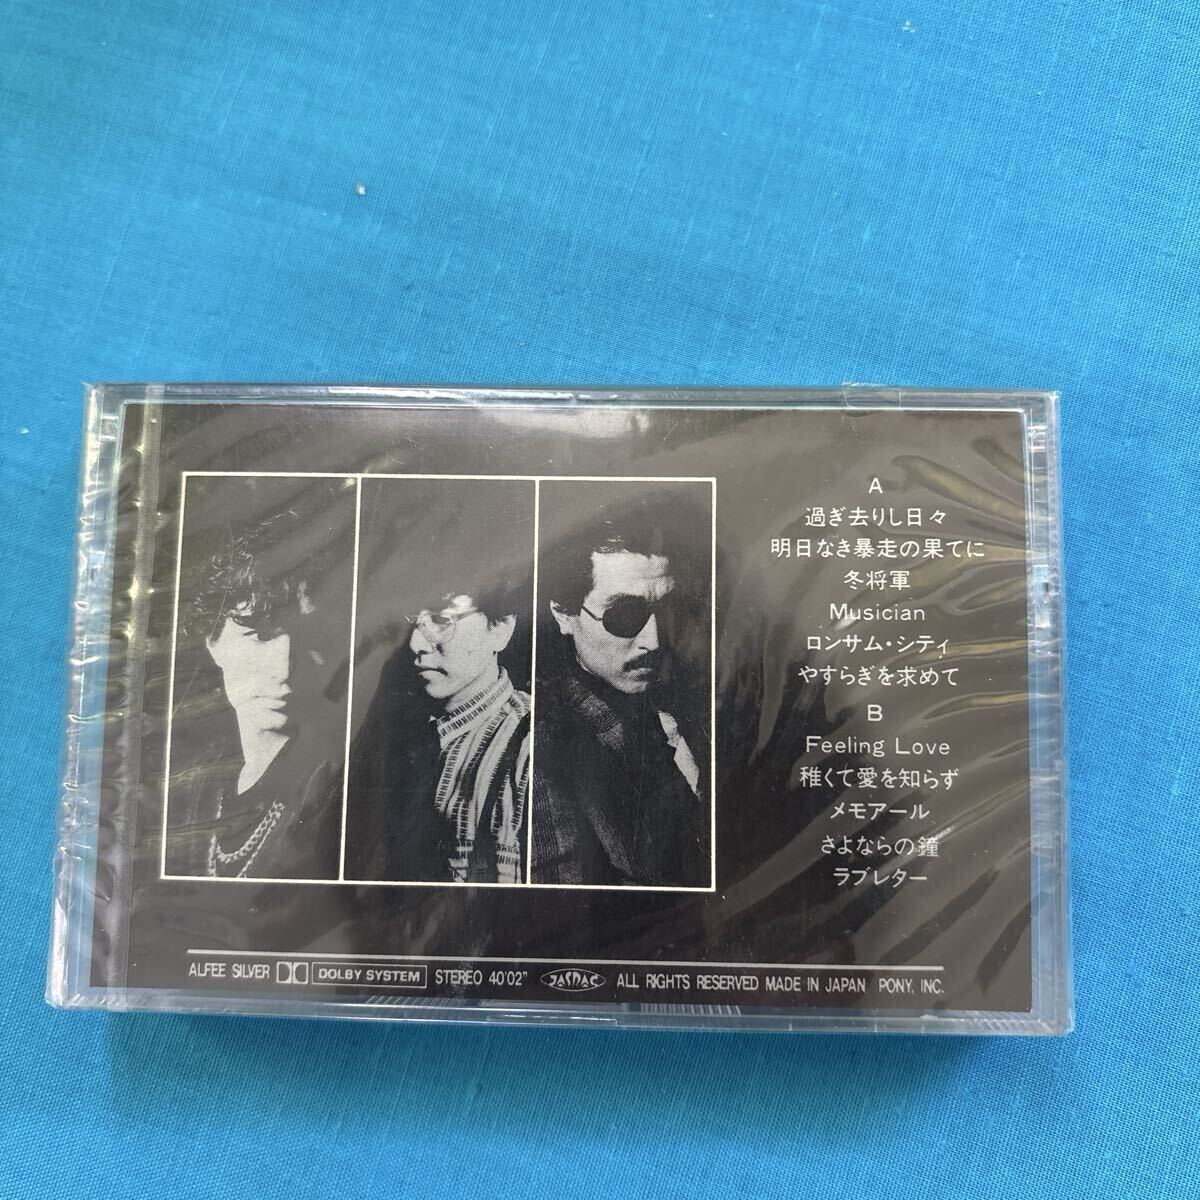 A
過ぎ去りし日々
明日なき暴走の果てに
冬将軍
Musician
ロンサム・シティ
やすらぎを求めて
B
Feeling Love
稚くて愛を知らず
メモアール
さよならの鐘
ラブレター
ALFEE SILVER DOLBY SYSTEM STEREO 40'02" JASRAC ALL RIGHTS RESERVED MADE IN JAPAN PONY, INC.